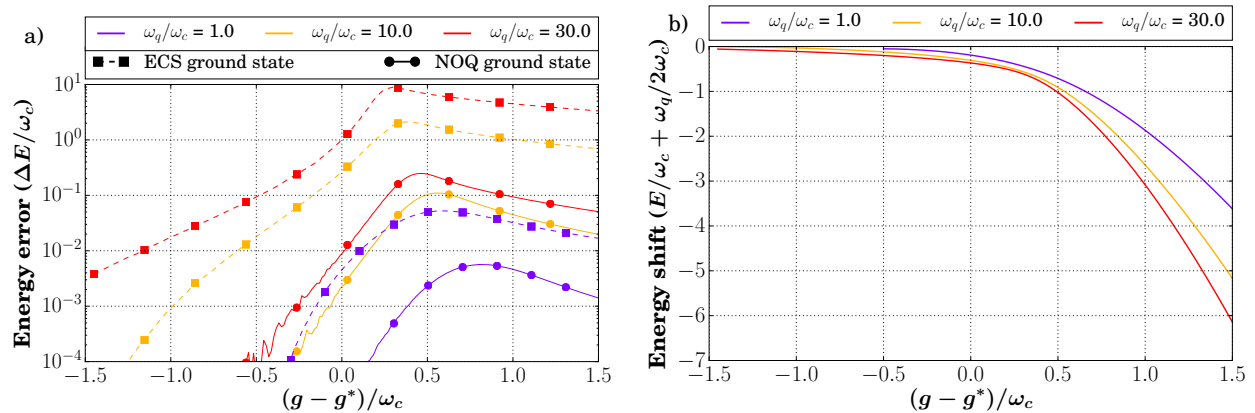 a)
ω_q/ω_c = 1.0 ω_q/ω_c = 10.0 ω_q/ω_c = 30.0
ECS ground state NOQ ground state
Energy error (ΔE/ω_c)
10^1
10^0
10^−1
10^−2
10^−3
10^−4
−1.5 −1.0 −0.5 0.0 0.5 1.0 1.5
(g − g*)/ω_c
b)
ω_q/ω_c = 1.0 ω_q/ω_c = 10.0 ω_q/ω_c = 30.0
Energy shift (E/ω_c + ω_q/2ω_c)
0
−1
−2
−3
−4
−5
−6
−7
−1.5 −1.0 −0.5 0.0 0.5 1.0 1.5
(g − g*)/ω_c